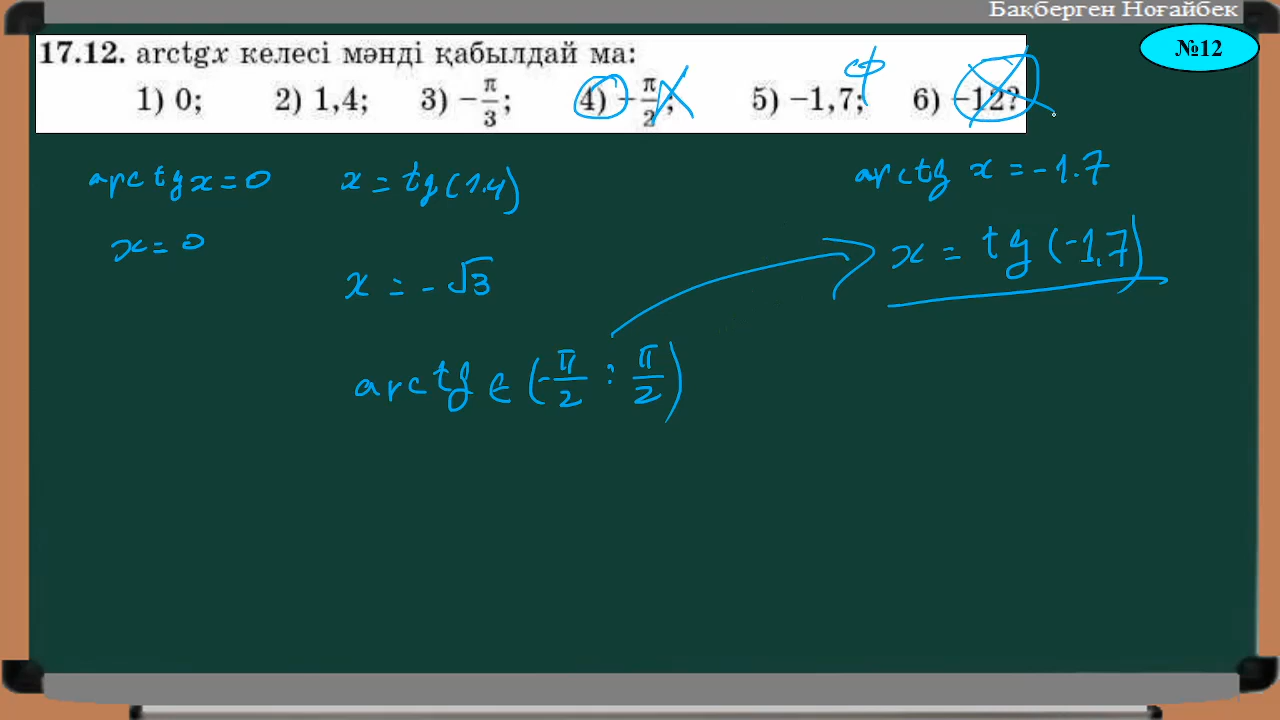 Бақберген Ноғайбек
№12
17.12. arctgx келесі мәнді қабылдай ма:
1) 0; 2) 1,4; 3) −π/3; 4) −π/2; 5) −1,7; 6) −12?
arctgx = 0
x = 0
x = tg(1.4)
x = -√3
arctg ∈ (-π/2 ; π/2)
arctg x = -1.7
x = tg(-1,7)